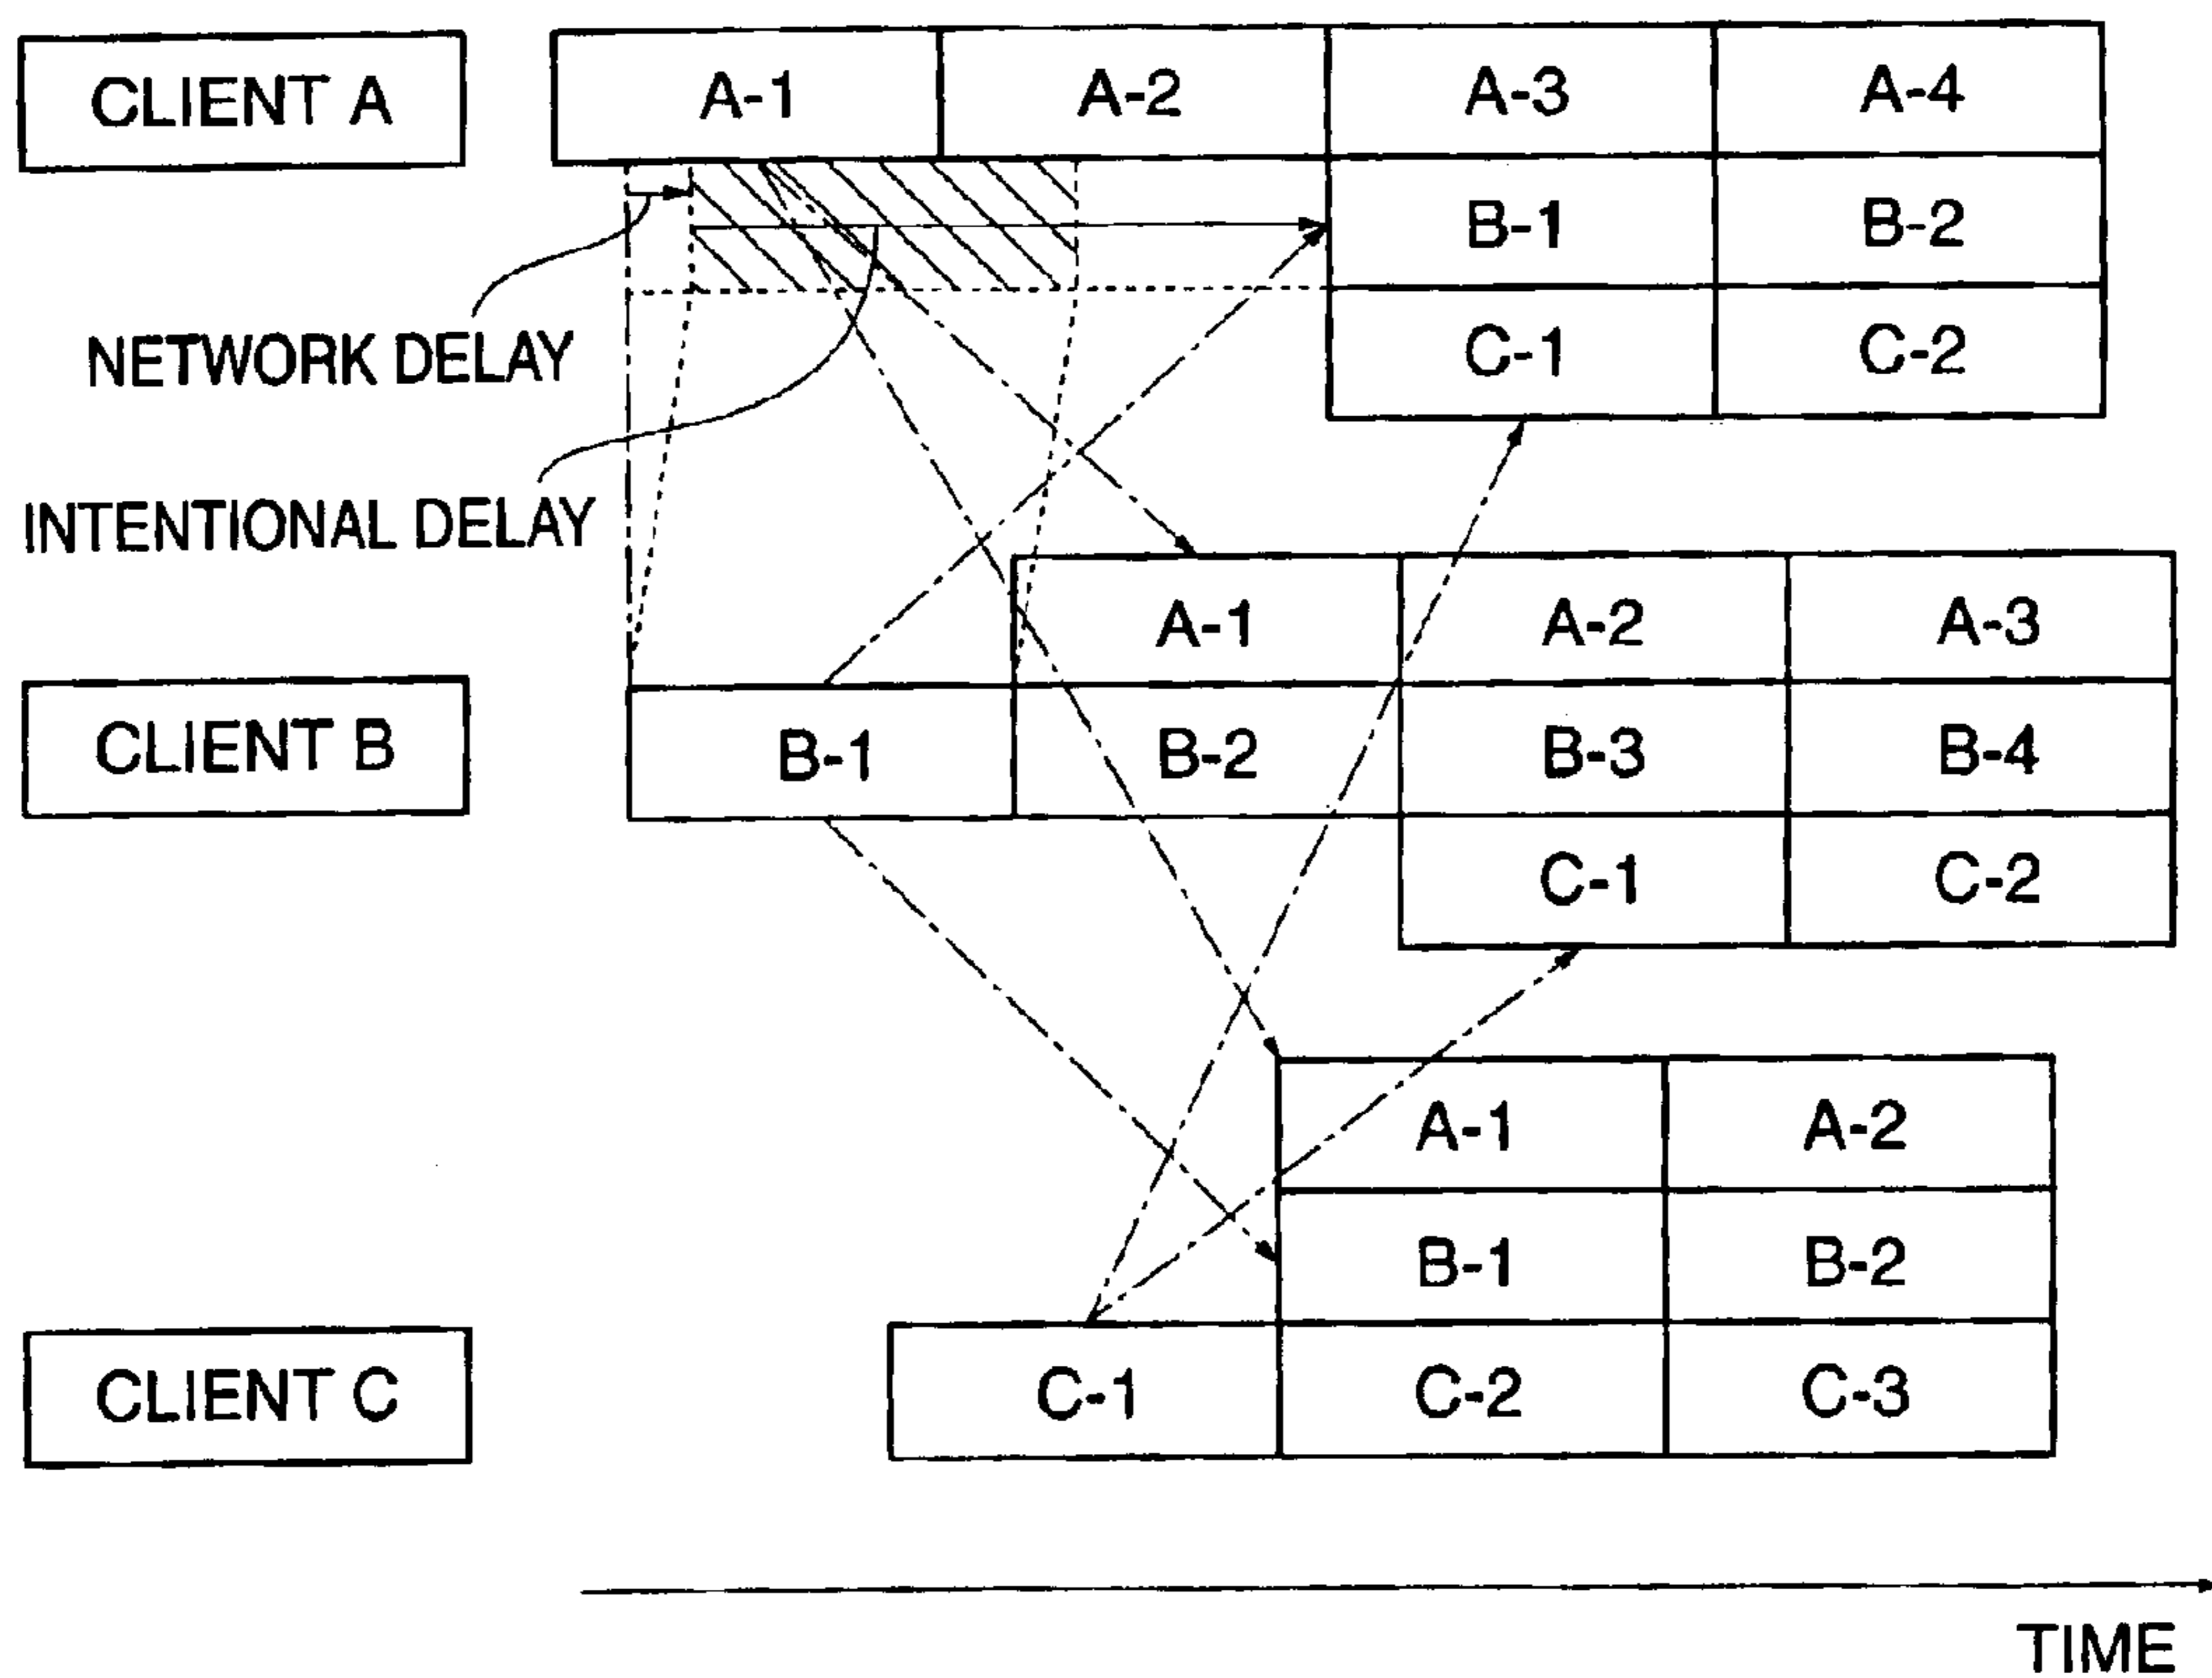 CLIENT A
A-1 A-2 A-3 A-4
B-1 B-2
C-1 C-2
NETWORK DELAY
INTENTIONAL DELAY
A-1 A-2 A-3
CLIENT B
B-1 B-2 B-3 B-4
C-1 C-2
A-1 A-2
B-1 B-2
CLIENT C
C-1 C-2 C-3
TIME